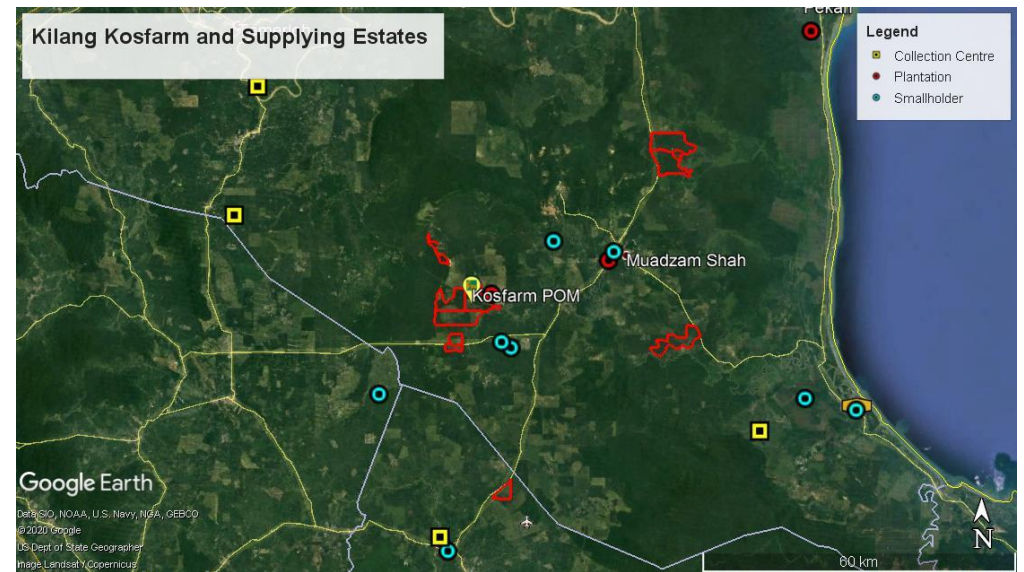 Kilang Kosfarm and Supplying Estates
Pekan
Legend
Collection Centre
Plantation
Smallholder
Muadzam Shah
Kosfarm POM
Google Earth
Data SIO, NOAA, U.S. Navy, NGA, GEBCO
©2020 Google
US Dept of State Geographer
Image Landsat / Copernicus
60 km
N